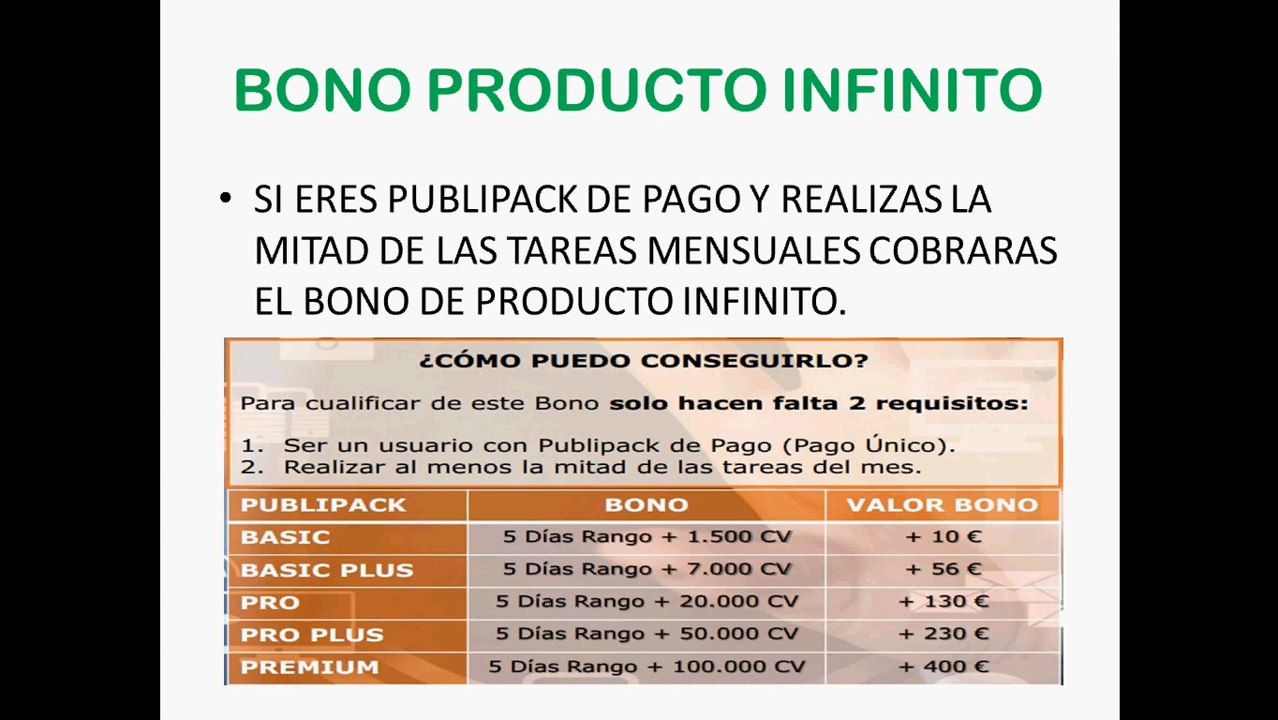 BONO PRODUCTO INFINITO
• SI ERES PUBLIPACK DE PAGO Y REALIZAS LA
MITAD DE LAS TAREAS MENSUALES COBRARAS
EL BONO DE PRODUCTO INFINITO.
¿CÓMO PUEDO CONSEGUIRLO?
Para cualificar de este Bono solo hacen falta 2 requisitos:
1. Ser un usuario con Publipack de Pago (Pago Único).
2. Realizar al menos la mitad de las tareas del mes.
PUBLIPACK BONO VALOR BONO
BASIC 5 Días Rango + 1.500 CV + 10 €
BASIC PLUS 5 Días Rango + 7.000 CV + 56 €
PRO 5 Días Rango + 20.000 CV + 130 €
PRO PLUS 5 Días Rango + 50.000 CV + 230 €
PREMIUM 5 Días Rango + 100.000 CV + 400 €